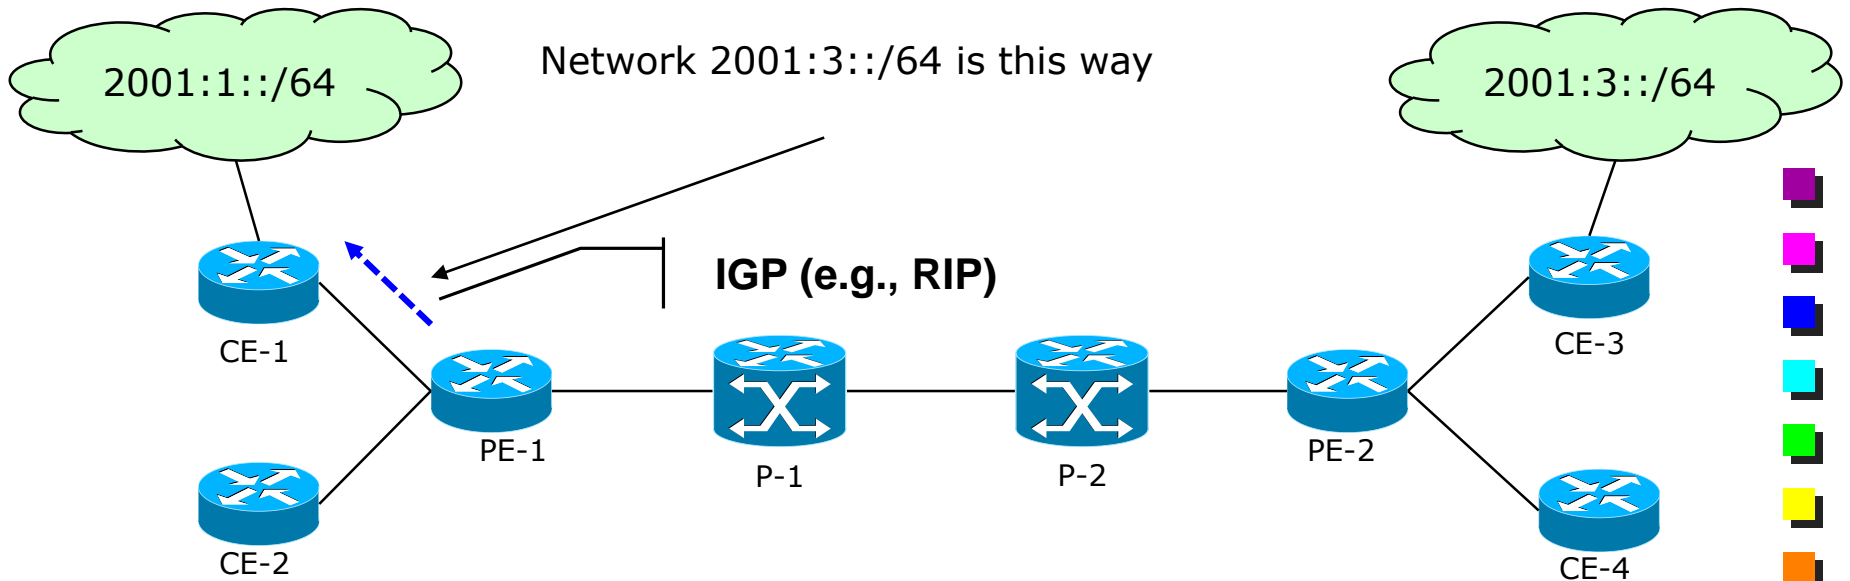 2001:1::/64
Network 2001:3::/64 is this way
2001:3::/64
IGP (e.g., RIP)
CE-1
CE-3
PE-1
P-1
P-2
PE-2
CE-2
CE-4